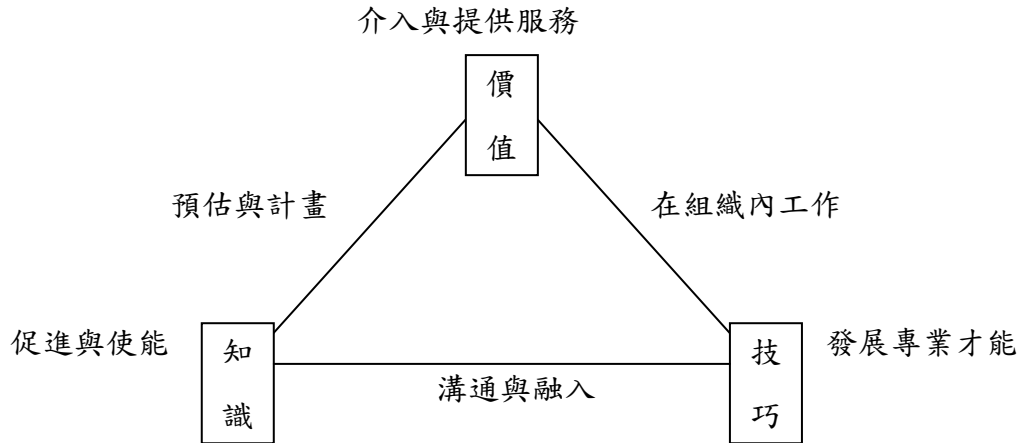 介入與提供服務
價
值
預估與計畫
在組織內工作
促進與使能
知
識
溝通與融入
技
巧
發展專業才能